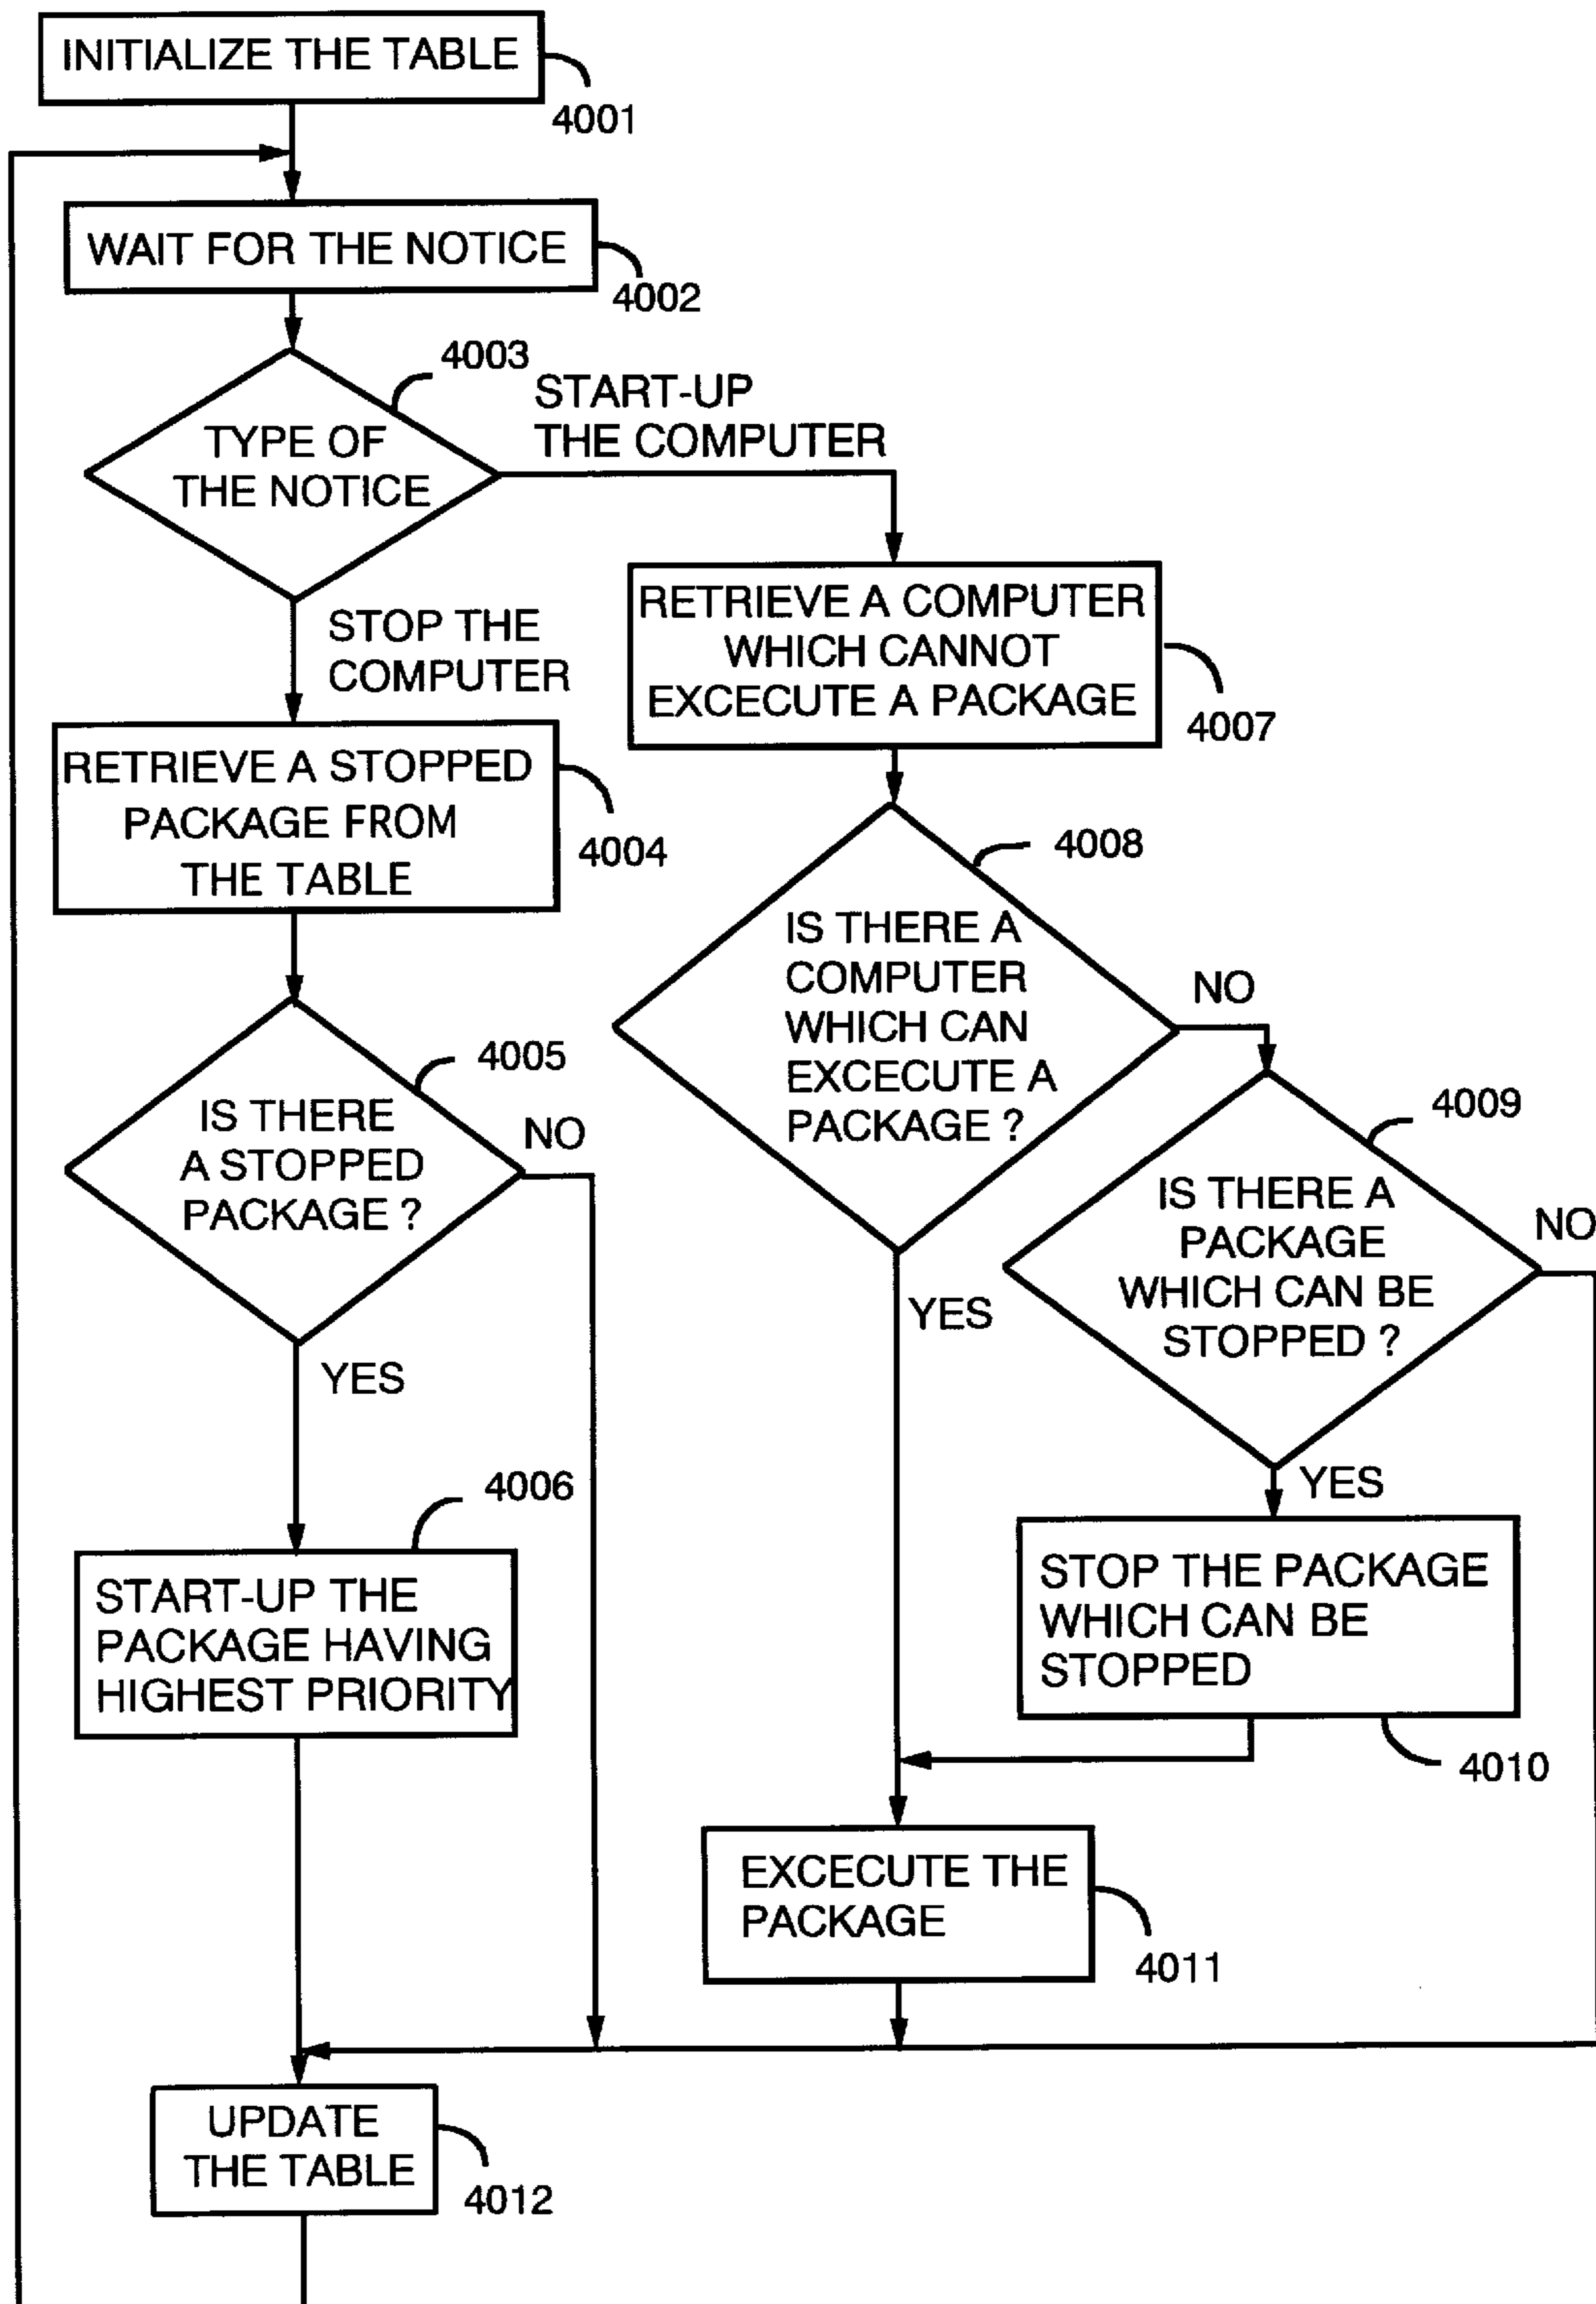 INITIALIZE THE TABLE
4001
WAIT FOR THE NOTICE
4002
4003
TYPE OF
THE NOTICE
START-UP
THE COMPUTER
STOP THE
COMPUTER
RETRIEVE A COMPUTER
WHICH CANNOT
EXCECUTE A PACKAGE
4007
RETRIEVE A STOPPED
PACKAGE FROM
THE TABLE
4004
4008
IS THERE A
COMPUTER
WHICH CAN
EXCECUTE A
PACKAGE ?
NO
YES
4005
IS THERE
A STOPPED
PACKAGE ?
NO
YES
4009
IS THERE A
PACKAGE
WHICH CAN BE
STOPPED ?
NO
YES
4006
START-UP THE
PACKAGE HAVING
HIGHEST PRIORITY
STOP THE PACKAGE
WHICH CAN BE
STOPPED
4010
EXCECUTE THE
PACKAGE
4011
UPDATE
THE TABLE
4012